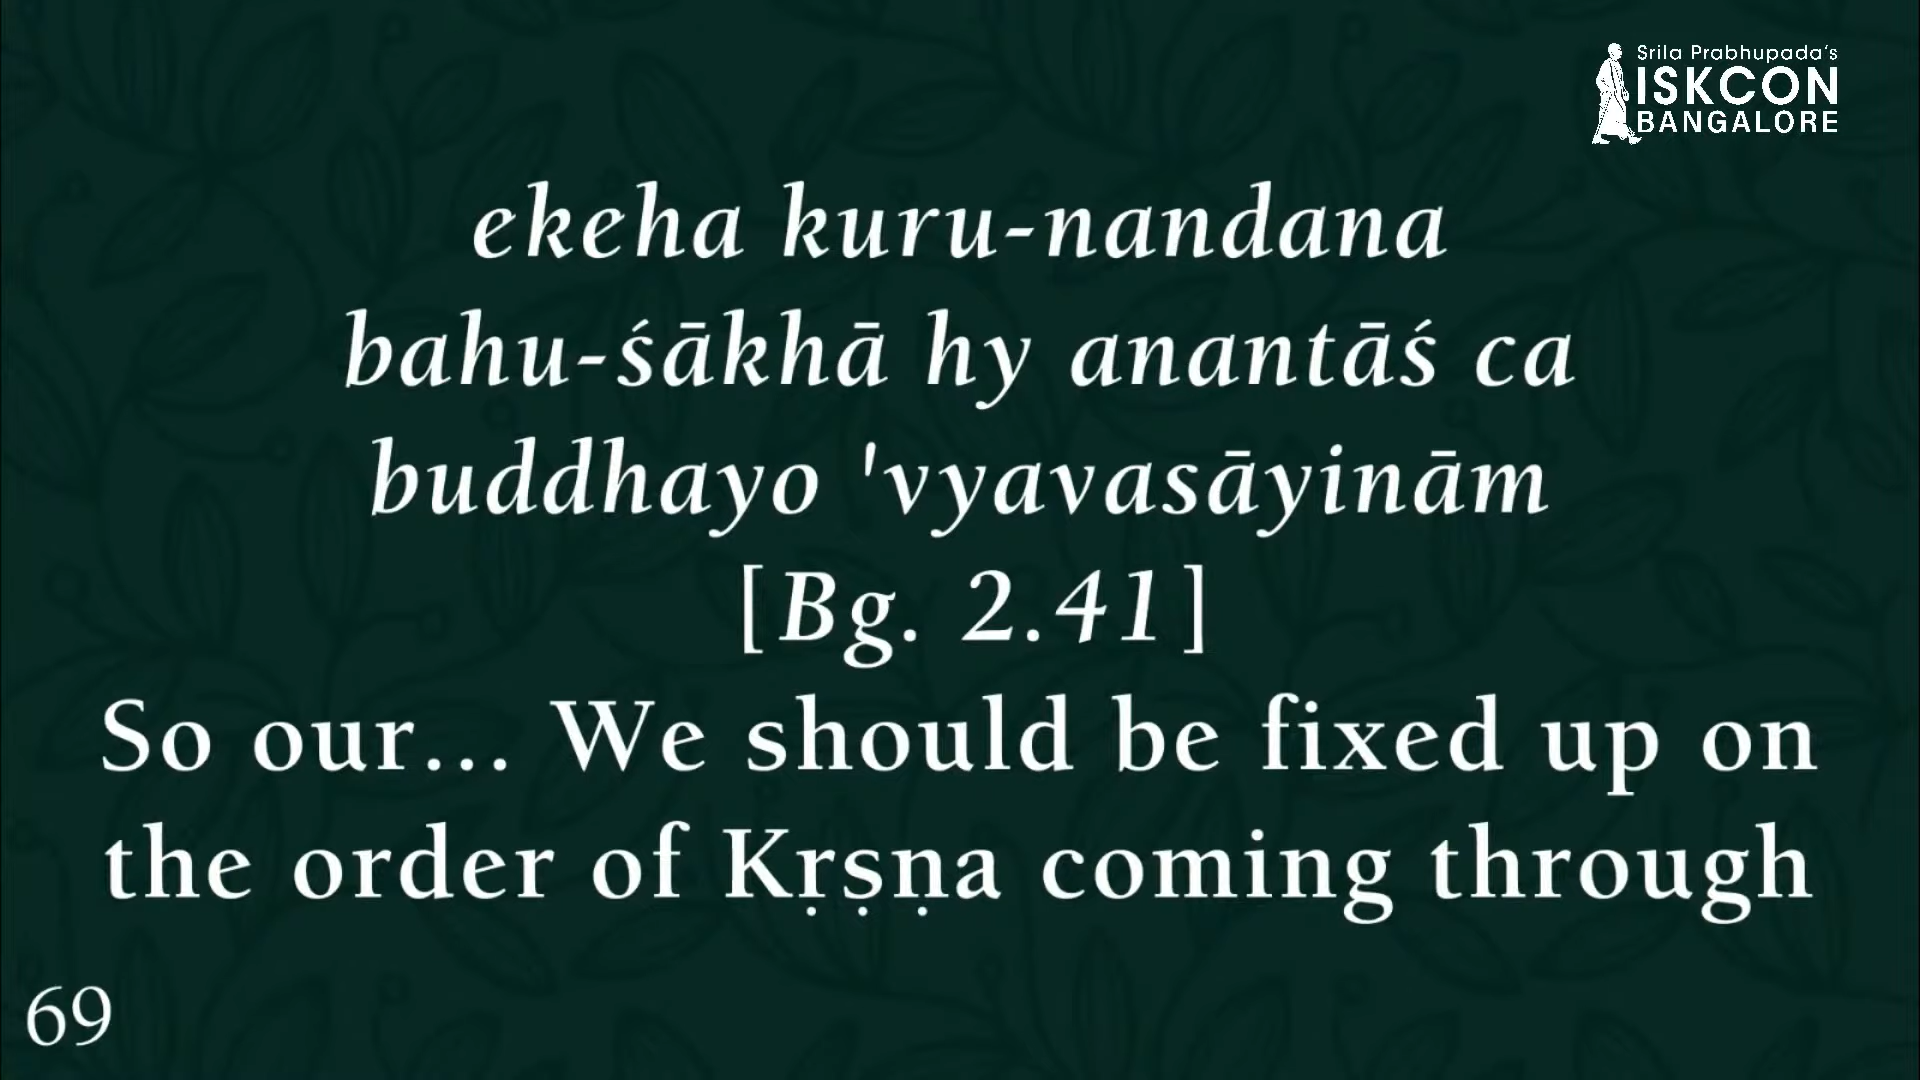 Srila Prabhupada's
ISKCON
BANGALORE
ekeha kuru-nandana
bahu-śākhā hy anantāś ca
buddhayo 'vyavasāyinām
[Bg. 2.41]
So our... We should be fixed up on
the order of Kṛṣṇa coming through
69